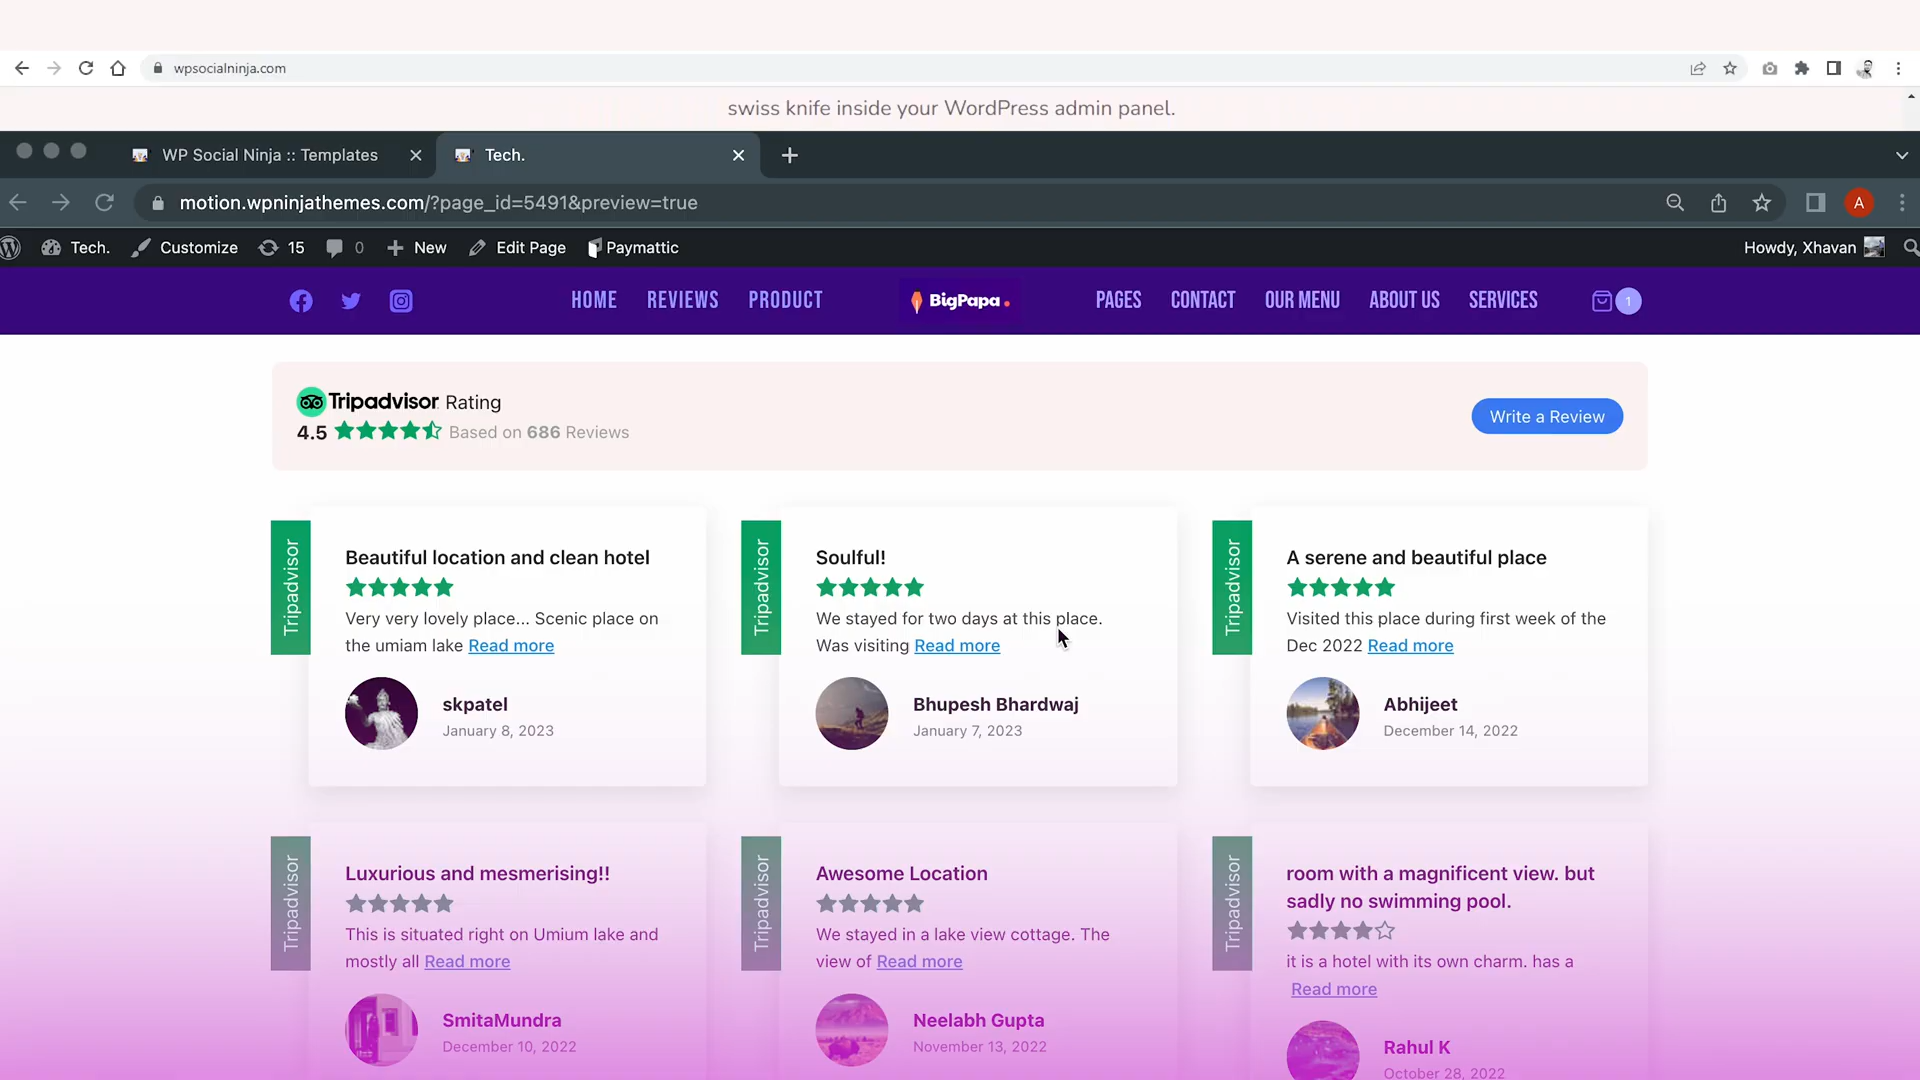 wpsocialninja.com
swiss knife inside your WordPress admin panel.
WP Social Ninja :: Templates
Tech.
motion.wpninjathemes.com/?page_id=5491&preview=true
A
Tech.
Customize
15
0
New
Edit Page
Paymattic
Howdy, Xhavan
HOME
REVIEWS
PRODUCT
BigPapa.
PAGES
CONTACT
OUR MENU
ABOUT US
SERVICES
1
Tripadvisor Rating
4.5 Based on 686 Reviews
Write a Review
Tripadvisor
Beautiful location and clean hotel
Very very lovely place... Scenic place on
the umiam lake Read more
skpatel
January 8, 2023
Tripadvisor
Soulful!
We stayed for two days at this place.
Was visiting Read more
Bhupesh Bhardwaj
January 7, 2023
Tripadvisor
A serene and beautiful place
Visited this place during first week of the
Dec 2022 Read more
Abhijeet
December 14, 2022
Tripadvisor
Luxurious and mesmerising!!
This is situated right on Umium lake and
mostly all Read more
SmitaMundra
December 10, 2022
Tripadvisor
Awesome Location
We stayed in a lake view cottage. The
view of Read more
Neelabh Gupta
November 13, 2022
Tripadvisor
room with a magnificent view. but
sadly no swimming pool.
it is a hotel with its own charm. has a
Read more
Rahul K
October 28, 2022